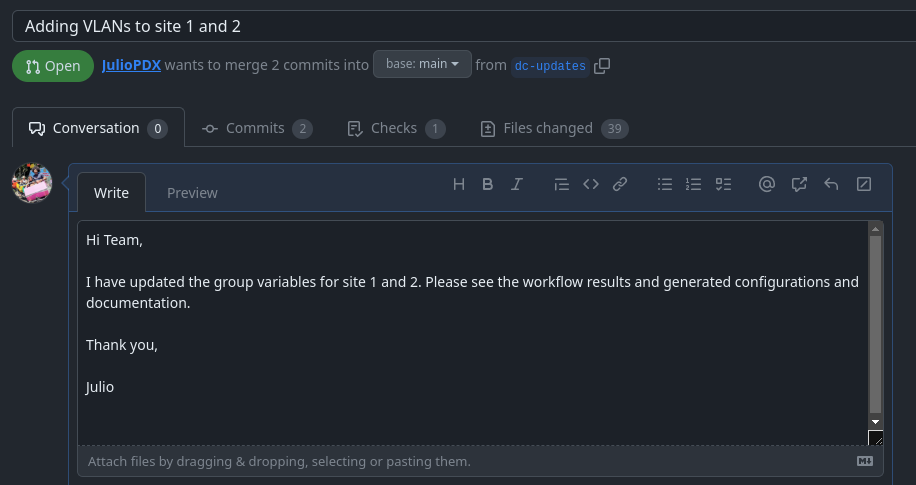 Adding VLANs to site 1 and 2
Open JulioPDX wants to merge 2 commits into base: main from dc-updates
Conversation 0 Commits 2 Checks 1 Files changed 39
Write Preview H B I
Hi Team,
I have updated the group variables for site 1 and 2. Please see the workflow results and generated configurations and
documentation.
Thank you,
Julio
Attach files by dragging & dropping, selecting or pasting them.